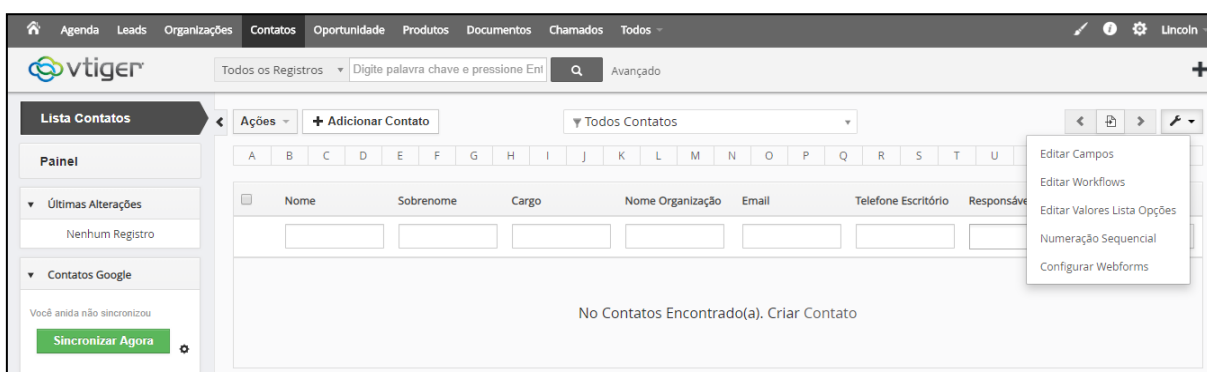 Agenda Leads Organizações Contatos Oportunidade Produtos Documentos Chamados Todos Lincoln
vtiger Todos os Registros Digite palavra chave e pressione Ent Avançado
Lista Contatos Ações + Adicionar Contato Todos Contatos
A B C D E F G H I J K L M N O P Q R S T U
Painel
Editar Campos
Editar Workflows
Editar Valores Lista Opções
Numeração Sequencial
Configurar Webforms
Últimas Alterações
Nenhum Registro
Nome Sobrenome Cargo Nome Organização Email Telefone Escritório Responsáve
Contatos Google
Você anida não sincronizou
Sincronizar Agora
No Contatos Encontrado(a). Criar Contato